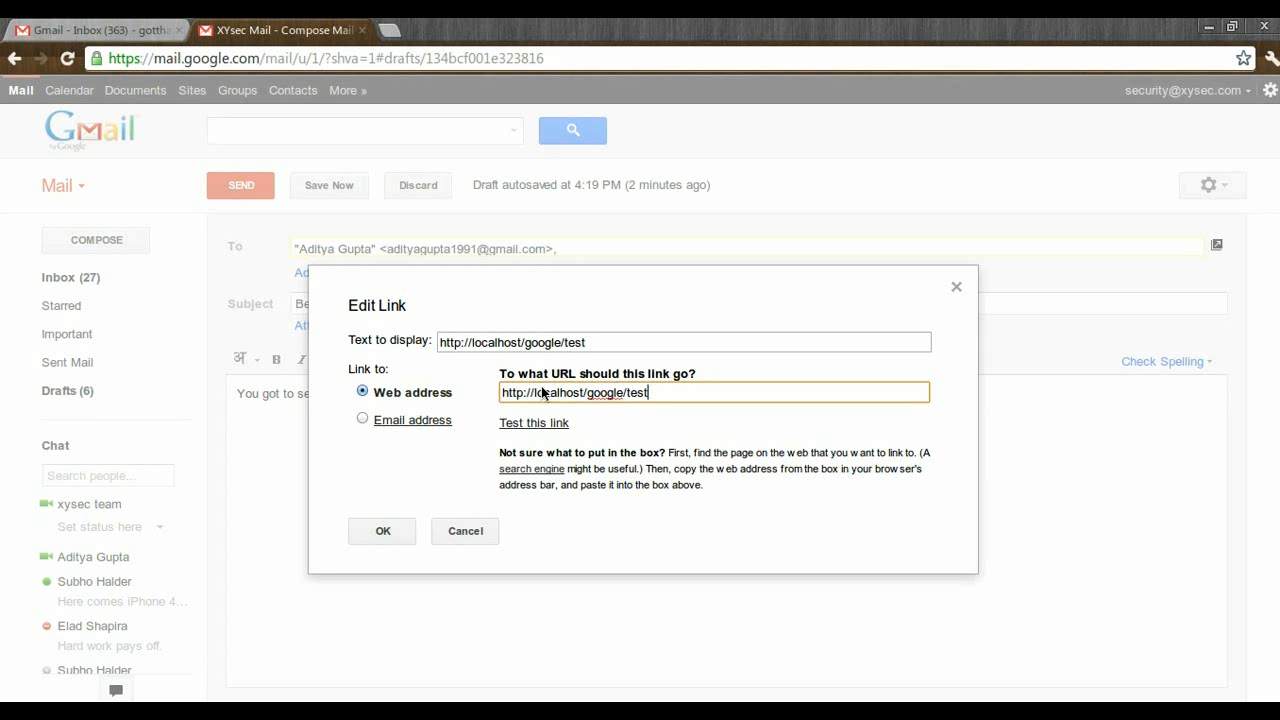 Gmail - Inbox (363) - gottha
XYsec Mail - Compose Mail
https://mail.google.com/mail/u/1/?shva=1#drafts/134bcf001e323816
Mail Calendar Documents Sites Groups Contacts More » security@xysec.com
Gmail
by Google
Mail SEND Save Now Discard Draft autosaved at 4:19 PM (2 minutes ago)
COMPOSE
To "Aditya Gupta" <adityagupta1991@gmail.com>,
Ad
Subject Be
Att
Inbox (27)
Starred
Important
Sent Mail
Drafts (6)
अ B I Check Spelling
You got to se
Edit Link
Text to display: http://localhost/google/test
Link to:
Web address
Email address
To what URL should this link go?
http://localhost/google/test
Test this link
Not sure what to put in the box? First, find the page on the web that you want to link to. (A
search engine might be useful.) Then, copy the web address from the box in your browser's
address bar, and paste it into the box above.
OK Cancel
Chat
Search people...
xysec team
Set status here
Aditya Gupta
Subho Halder
Here comes iPhone 4...
Elad Shapira
Hard work pays off.
Subho Halder